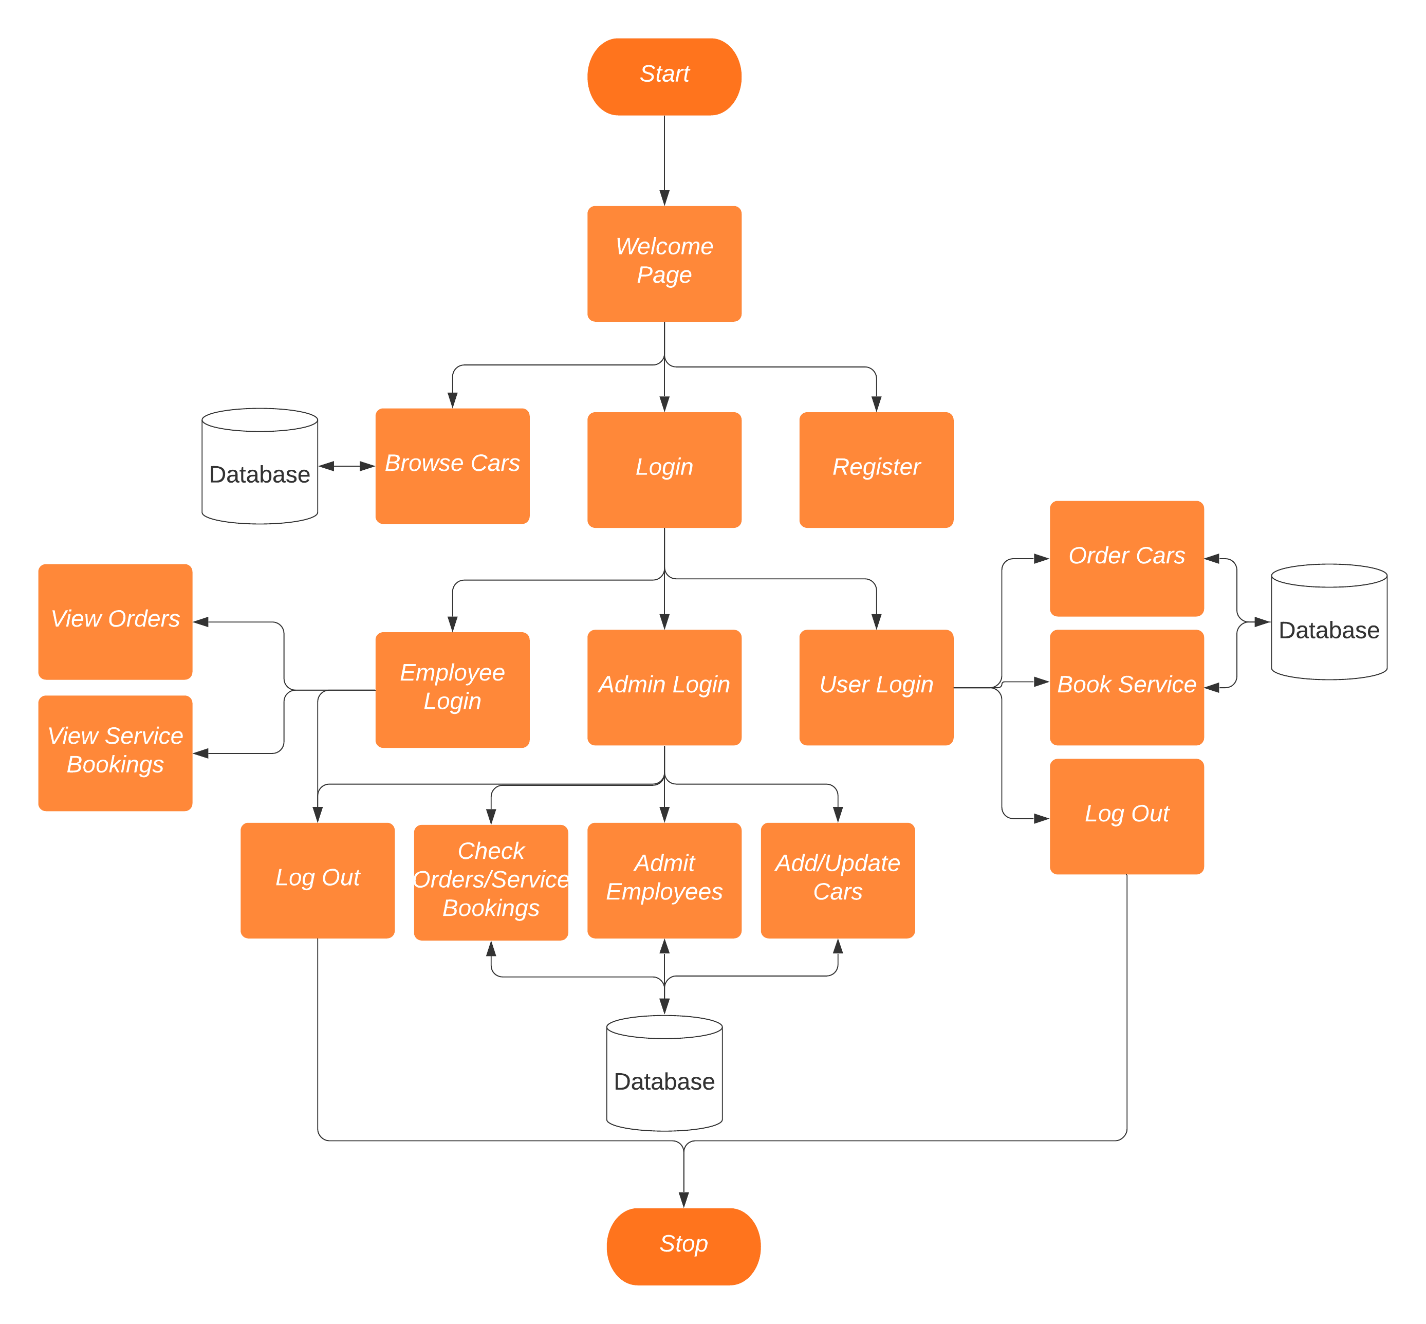 Start
Welcome
Page
Database
Browse Cars
Login
Register
Order Cars
Database
View Orders
Employee
Login
Admin Login
User Login
Book Service
View Service
Bookings
Log Out
Log Out
Check
Orders/Service
Bookings
Admit
Employees
Add/Update
Cars
Database
Stop